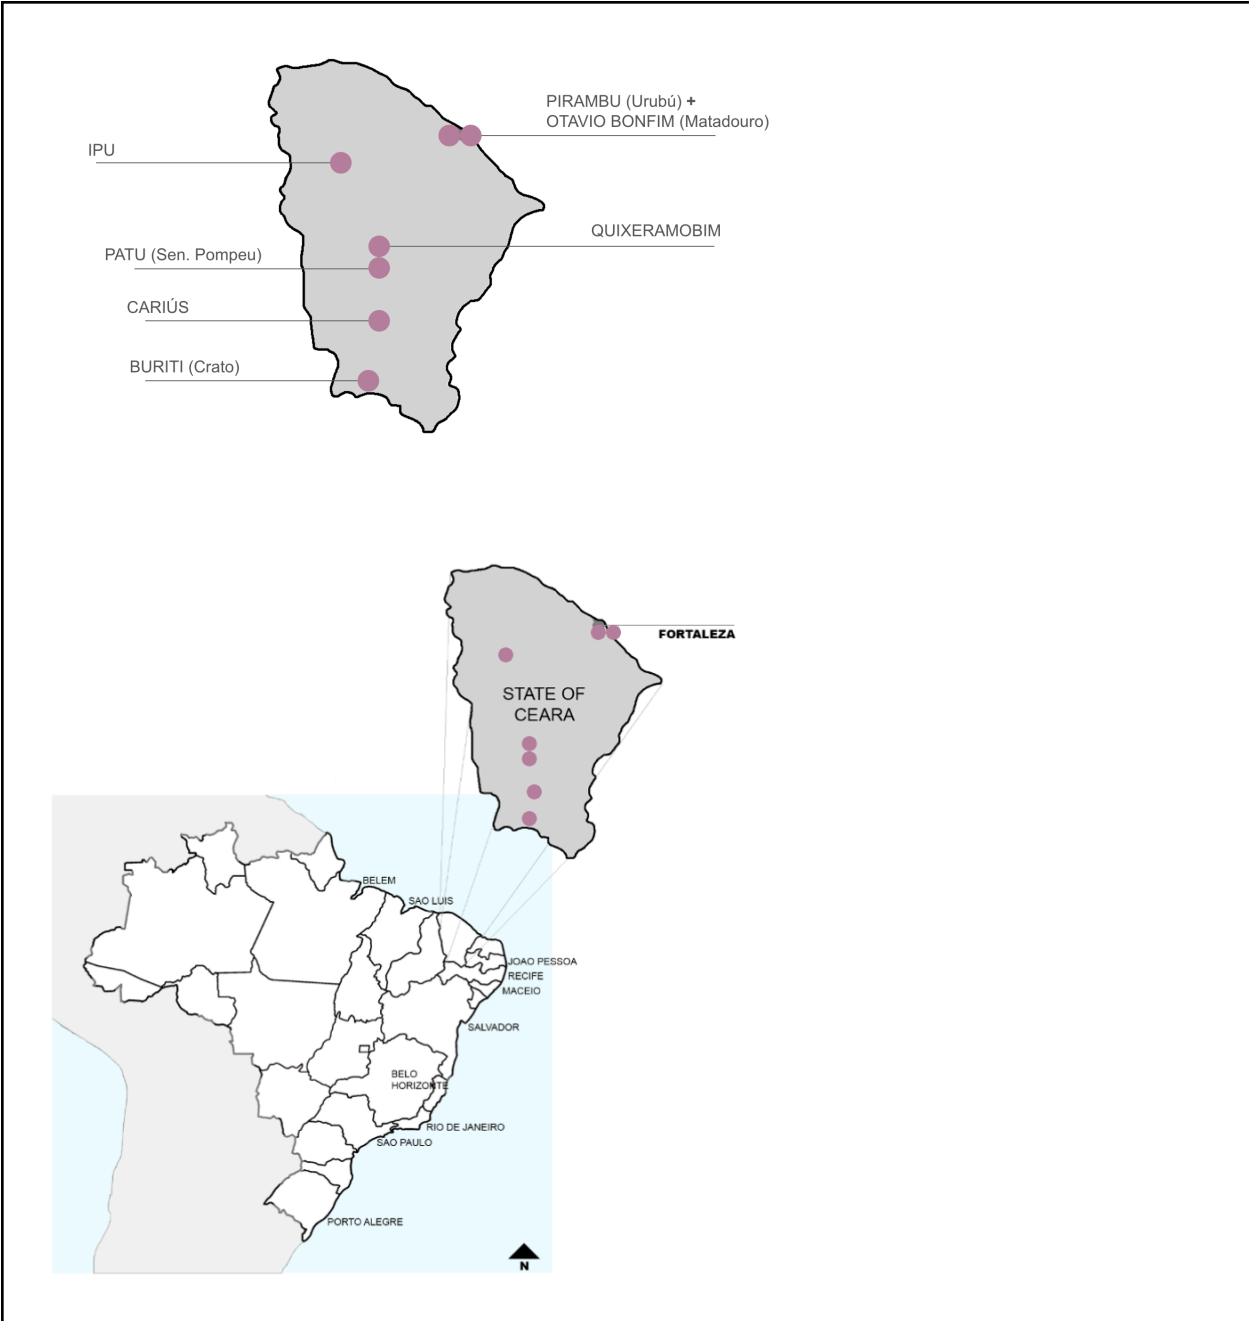 PIRAMBU (Urubú) +
OTAVIO BONFIM (Matadouro)
IPU
QUIXERAMOBIM
PATU (Sen. Pompeu)
CARIÚS
BURITI (Crato)
FORTALEZA
STATE OF
CEARA
BELEM
SAO LUIS
JOAO PESSOA
RECIFE
MACEIO
SALVADOR
BELO
HORIZONTE
RIO DE JANEIRO
SAO PAULO
PORTO ALEGRE
N